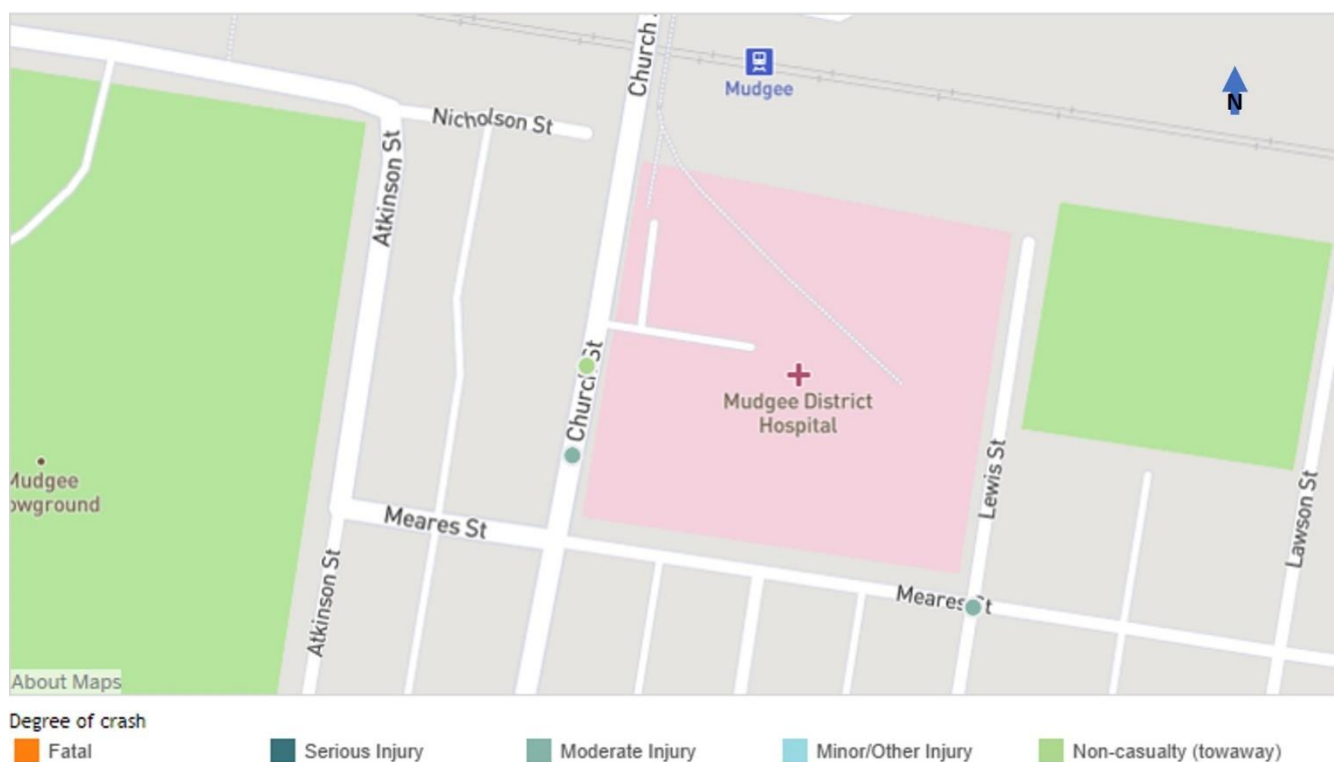 Church
Mudgee
N
Nicholson St
Atkinson St
Church St
Mudgee District
Hospital
Mudgee
owground
Lewis St
Lawson St
Meares St
Meares St
Atkinson St
About Maps
Degree of crash
Fatal
Serious Injury
Moderate Injury
Minor/Other Injury
Non-casualty (towaway)